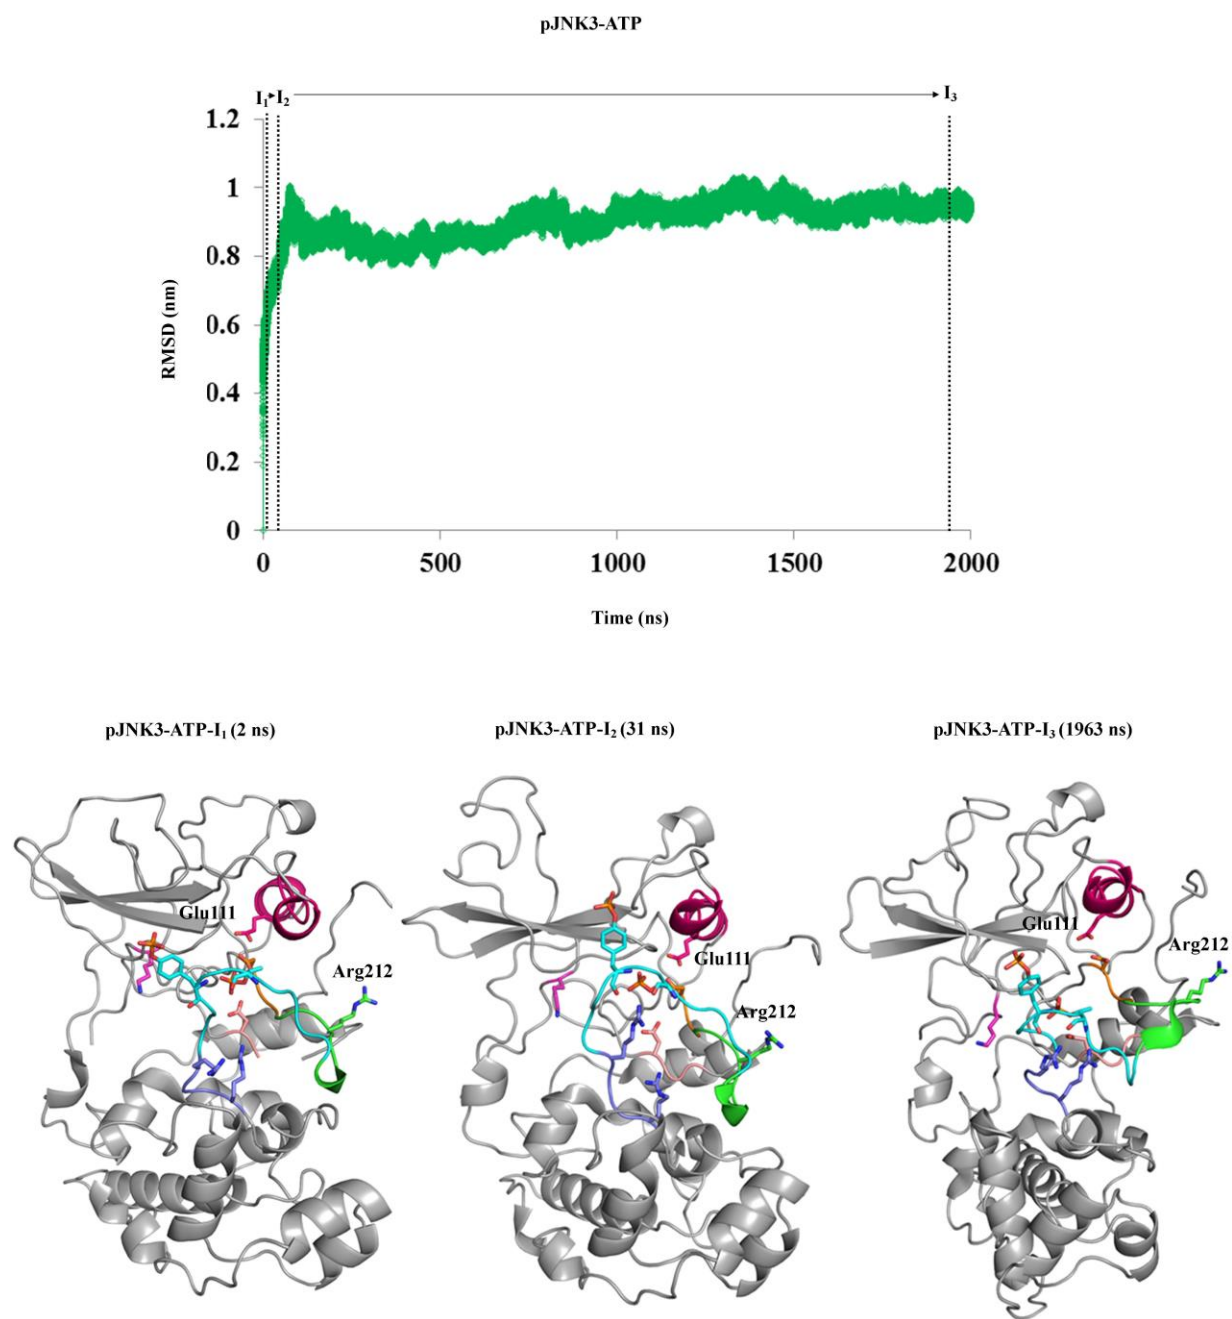 pJNK3-ATP
I₁ I₂ I₃
1.2
1
0.8
0.6
0.4
0.2
0
RMSD (nm)
0 500 1000 1500 2000
Time (ns)
pJNK3-ATP-I₁ (2 ns) pJNK3-ATP-I₂ (31 ns) pJNK3-ATP-I₃ (1963 ns)
Glu111
Arg212
Glu111
Arg212
Glu111
Arg212